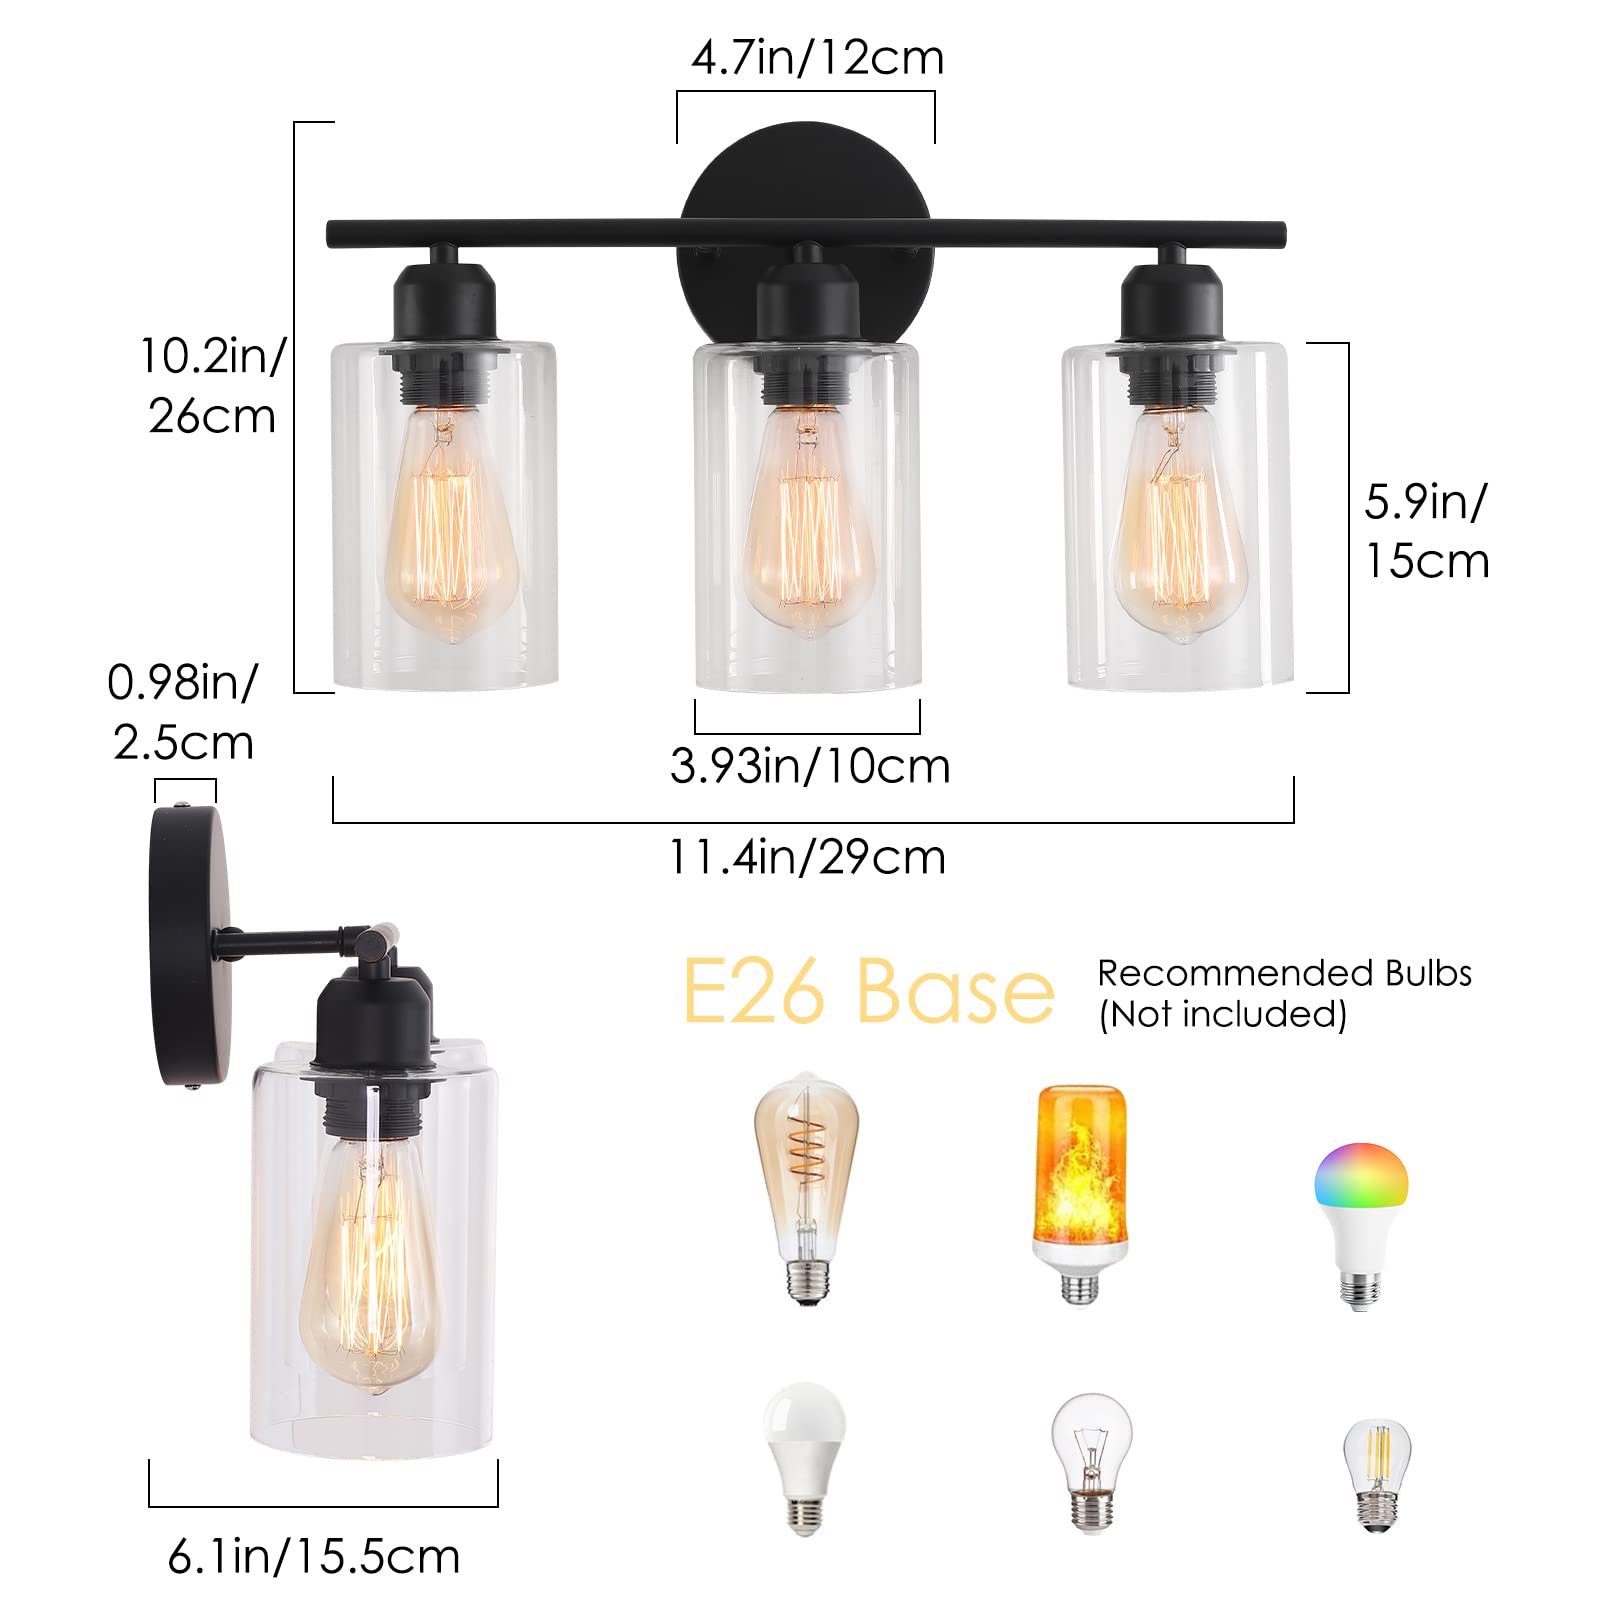 4.7in/12cm
10.2in/
26cm
5.9in/
15cm
0.98in/
2.5cm
3.93in/10cm
11.4in/29cm
E26 Base
Recommended Bulbs
(Not included)
6.1in/15.5cm